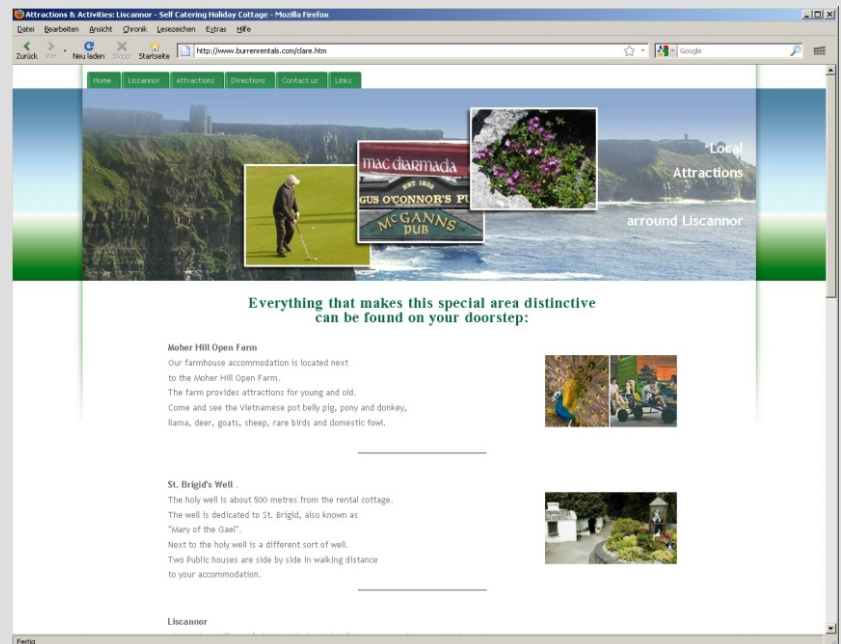 Attractions & Activities: Liscannor - Self Catering Holiday Cottage - Mozilla Firefox
Datei Bearbeiten Ansicht Chronik Lesezeichen Extras Hilfe
Zurück Vor Neu laden Stopp Startseite http://www.burrenrentals.com/clare.htm Google
Home Liscannor Attractions Directions Contact us Links
Local
Attractions
arround Liscannor
mac diarmada
EST. 1832
GUS O'CONNOR'S PU
McGANNS
PUB
Everything that makes this special area distinctive
can be found on your doorstep:
Moher Hill Open Farm
Our farmhouse accommodation is located next
to the Moher Hill Open Farm.
The farm provides attractions for young and old.
Come and see the Vietnamese pot belly pig, pony and donkey,
llama, deer, goats, sheep, rare birds and domestic fowl.
St. Brigid's Well .
The holy well is about 500 metres from the rental cottage.
The well is dedicated to St. Brigid, also known as
"Mary of the Gael".
Next to the holy well is a different sort of well.
Two Public houses are side by side in walking distance
to your accommodation.
Liscannor
Fertig